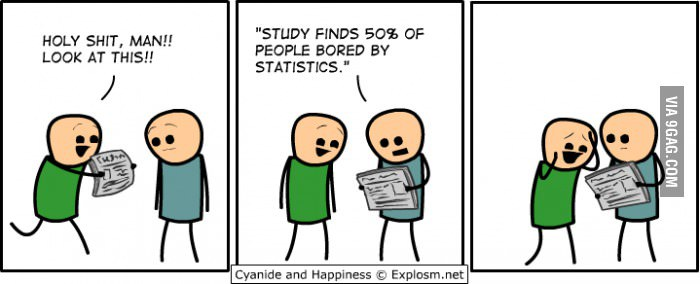 HOLY SHIT, MAN!!
LOOK AT THIS!!
"STUDY FINDS 50% OF
PEOPLE BORED BY
STATISTICS."
VIA 9GAG.COM
Cyanide and Happiness © Explosm.net